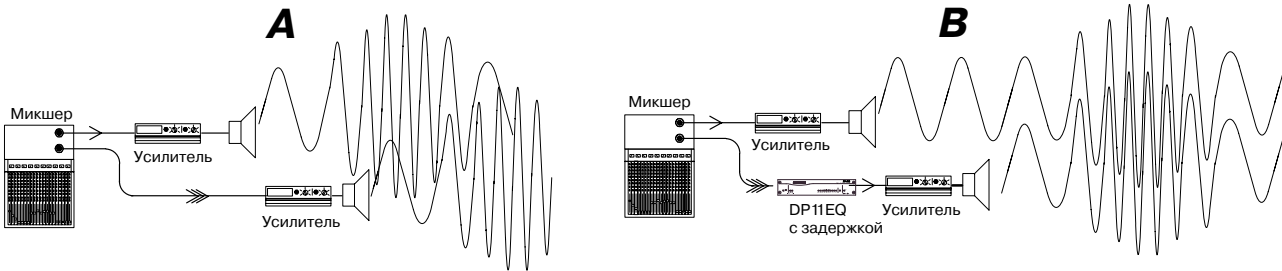 A
Микшер
Усилитель
Усилитель
B
Микшер
Усилитель
DP11EQ
с задержкой
Усилитель